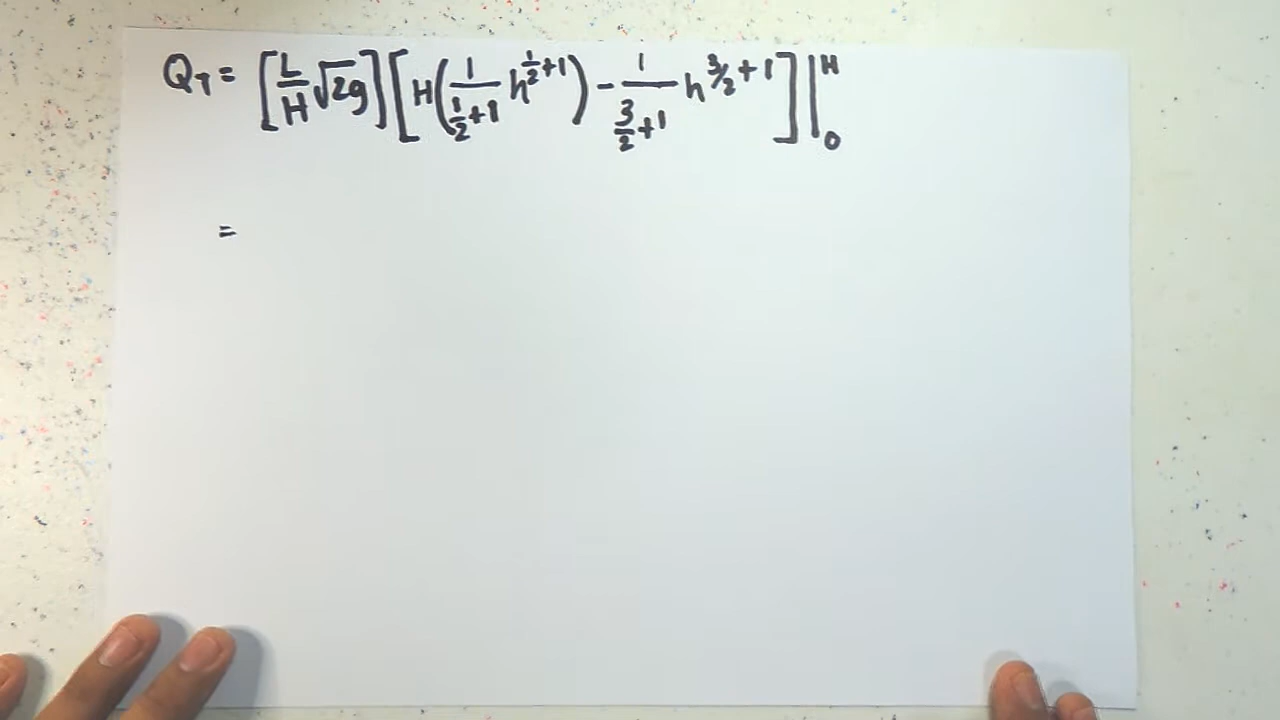 Q_T = [L/H √2g] [H(1/(1/2+1) h^(1/2+1)) - 1/(3/2+1) h^(3/2+1)] |_0^H
=